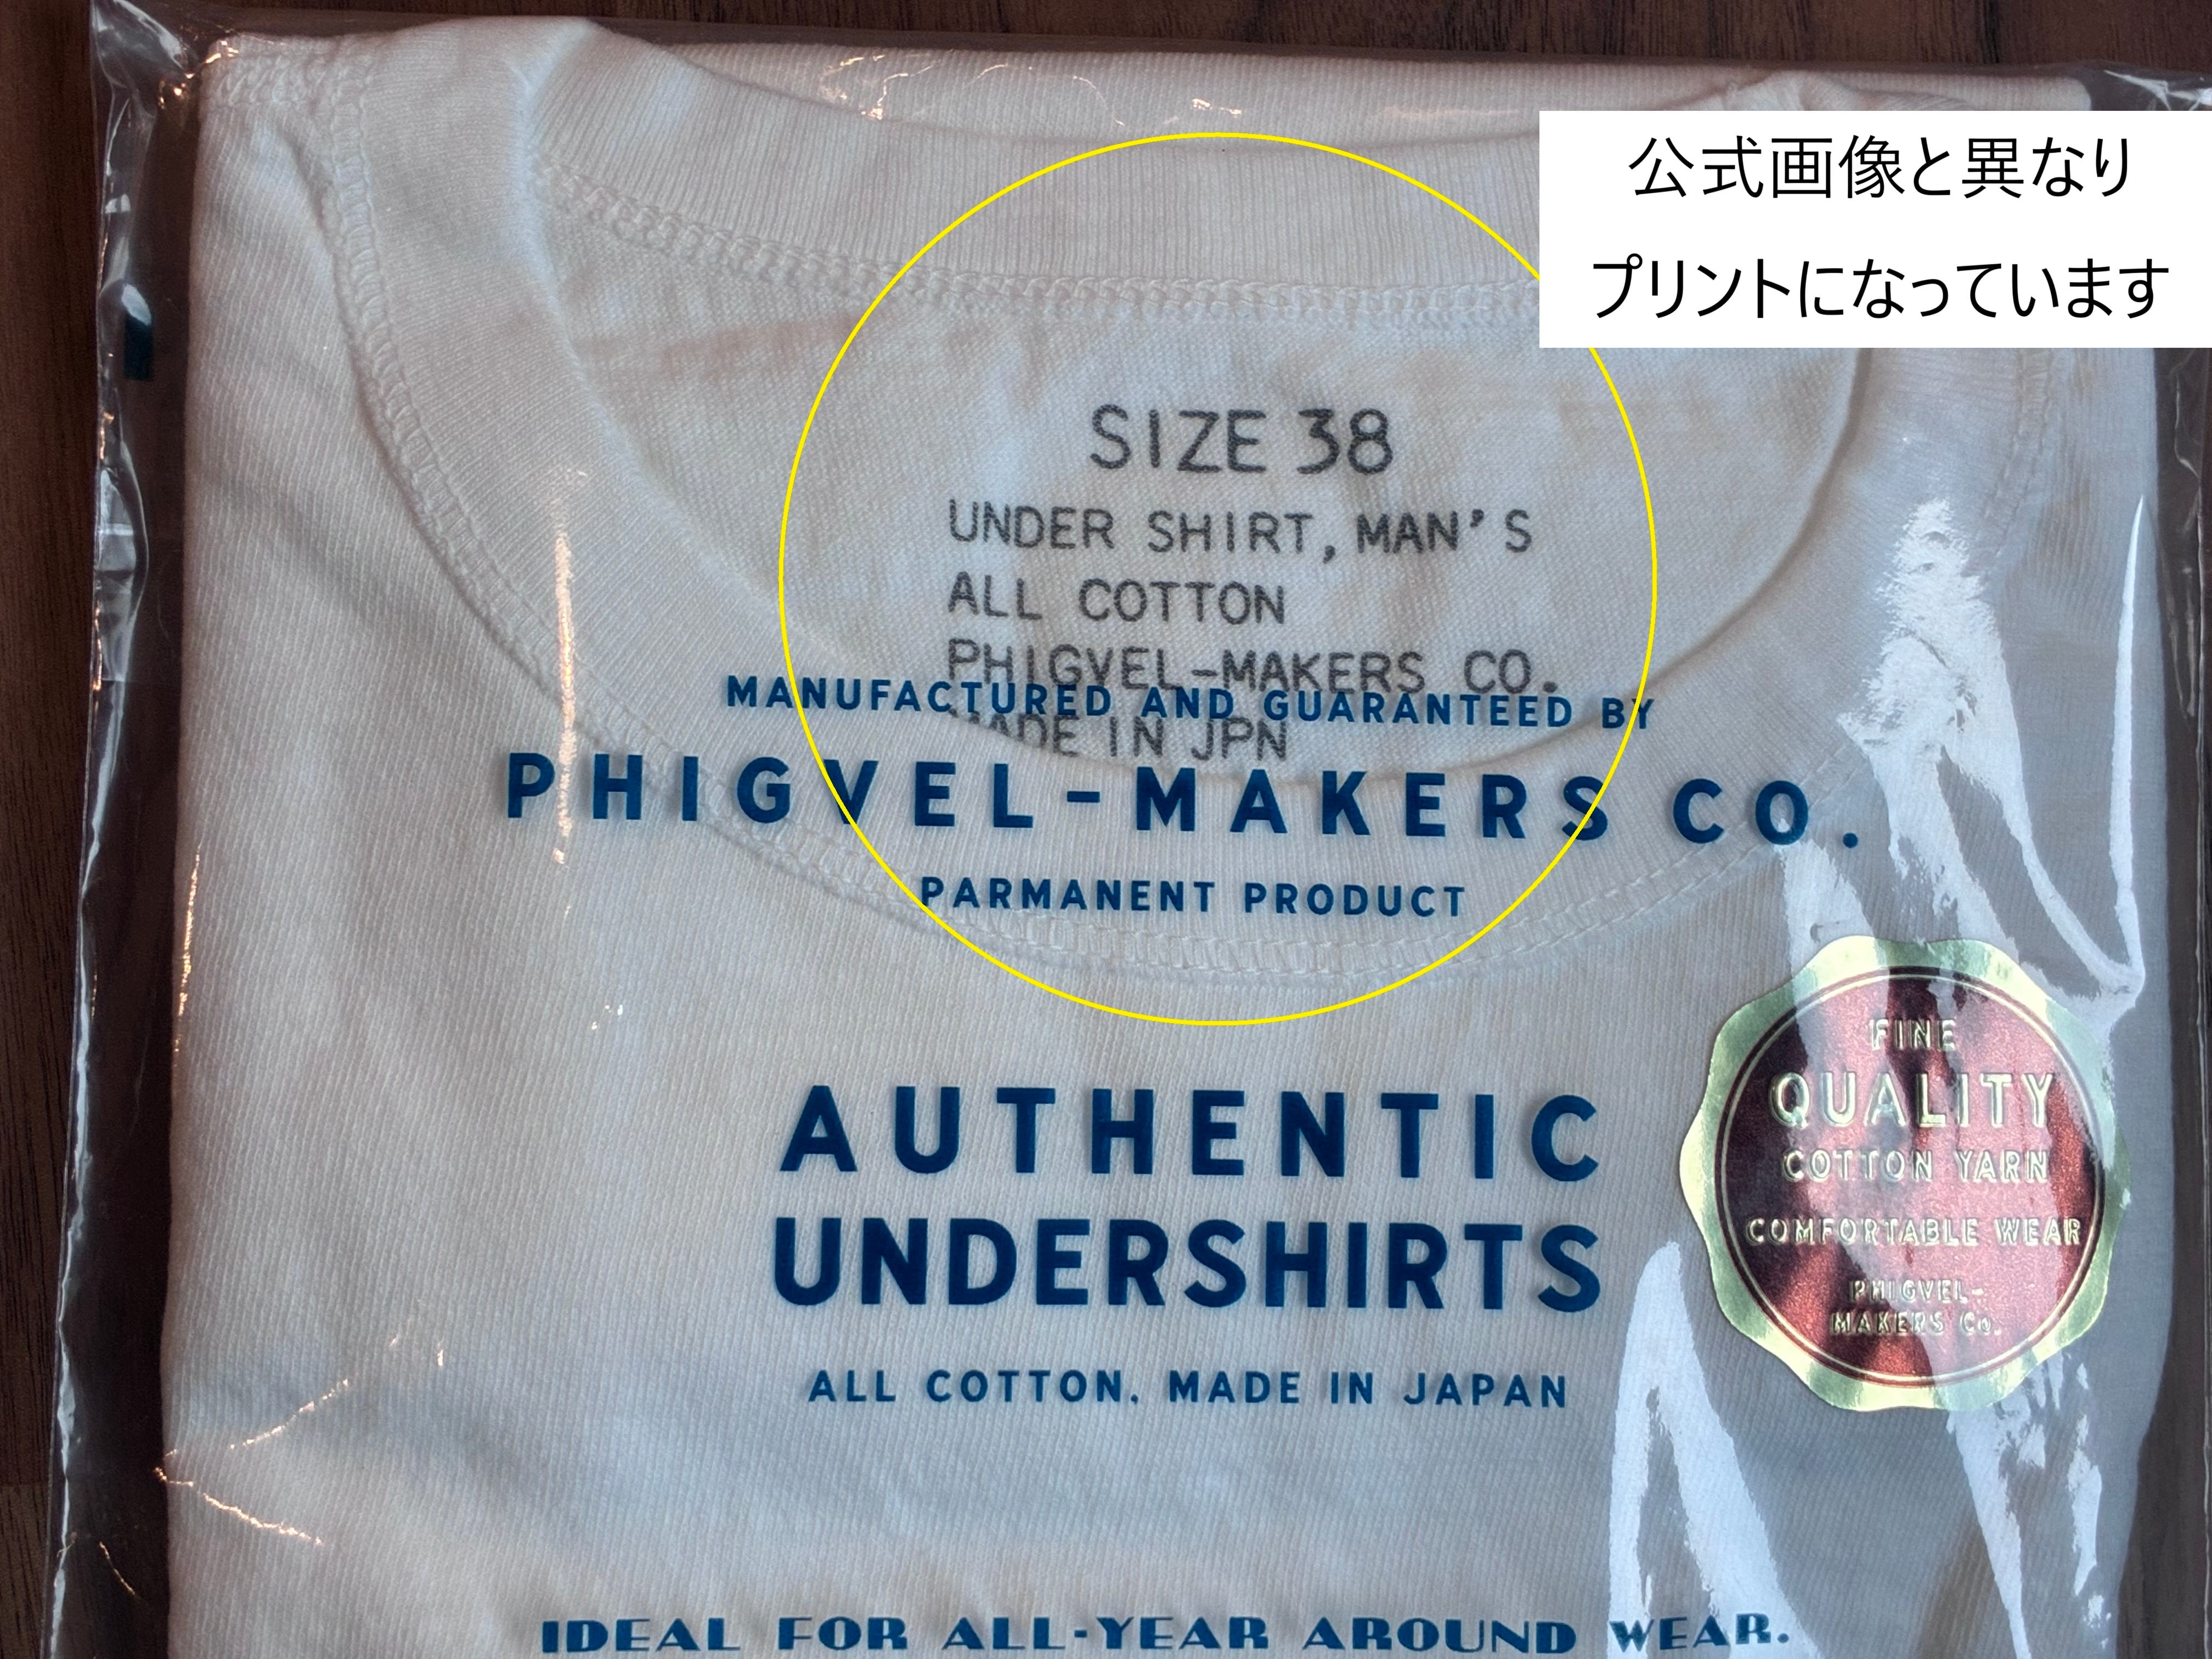 公式画像と異なり
プリントになっています
SIZE 38
UNDER SHIRT, MAN'S
ALL COTTON
PHIGVEL-MAKERS CO.
MADE IN JPN
MANUFACTURED AND GUARANTEED BY
PHIGVEL-MAKERS CO.
PARMANENT PRODUCT
AUTHENTIC
UNDERSHIRTS
ALL COTTON. MADE IN JAPAN
IDEAL FOR ALL-YEAR AROUND WEAR.
FINE
QUALITY
COTTON YARN
COMFORTABLE WEAR
PHIGVEL-
MAKERS Co.